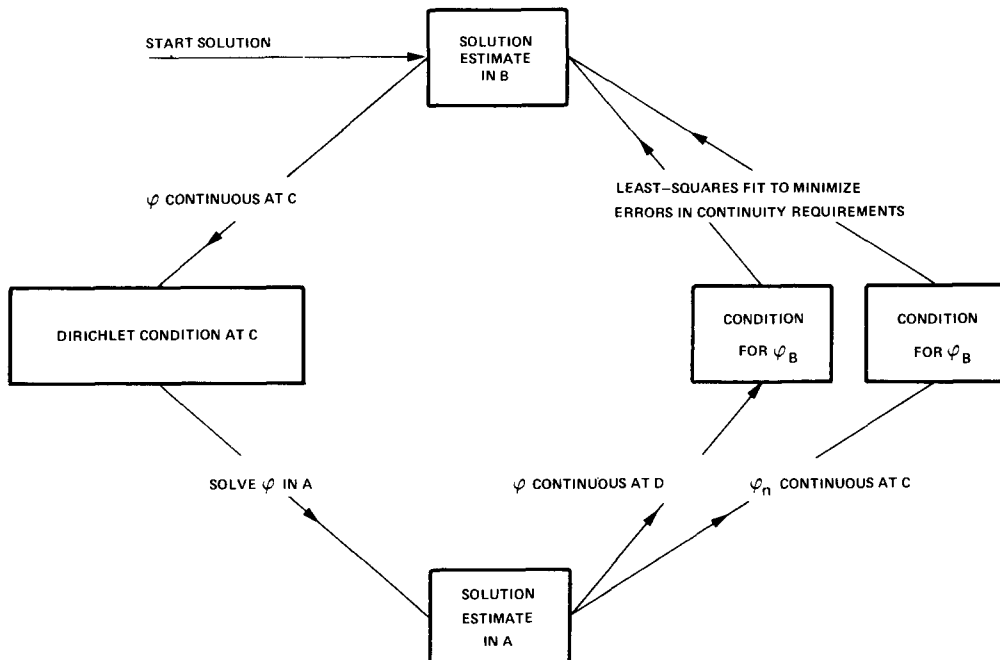 START SOLUTION
SOLUTION
ESTIMATE
IN B
φ CONTINUOUS AT C
LEAST-SQUARES FIT TO MINIMIZE
ERRORS IN CONTINUITY REQUIREMENTS
DIRICHLET CONDITION AT C
CONDITION
FOR φB
CONDITION
FOR φB
SOLVE φ IN A
φ CONTINUOUS AT D
φn CONTINUOUS AT C
SOLUTION
ESTIMATE
IN A